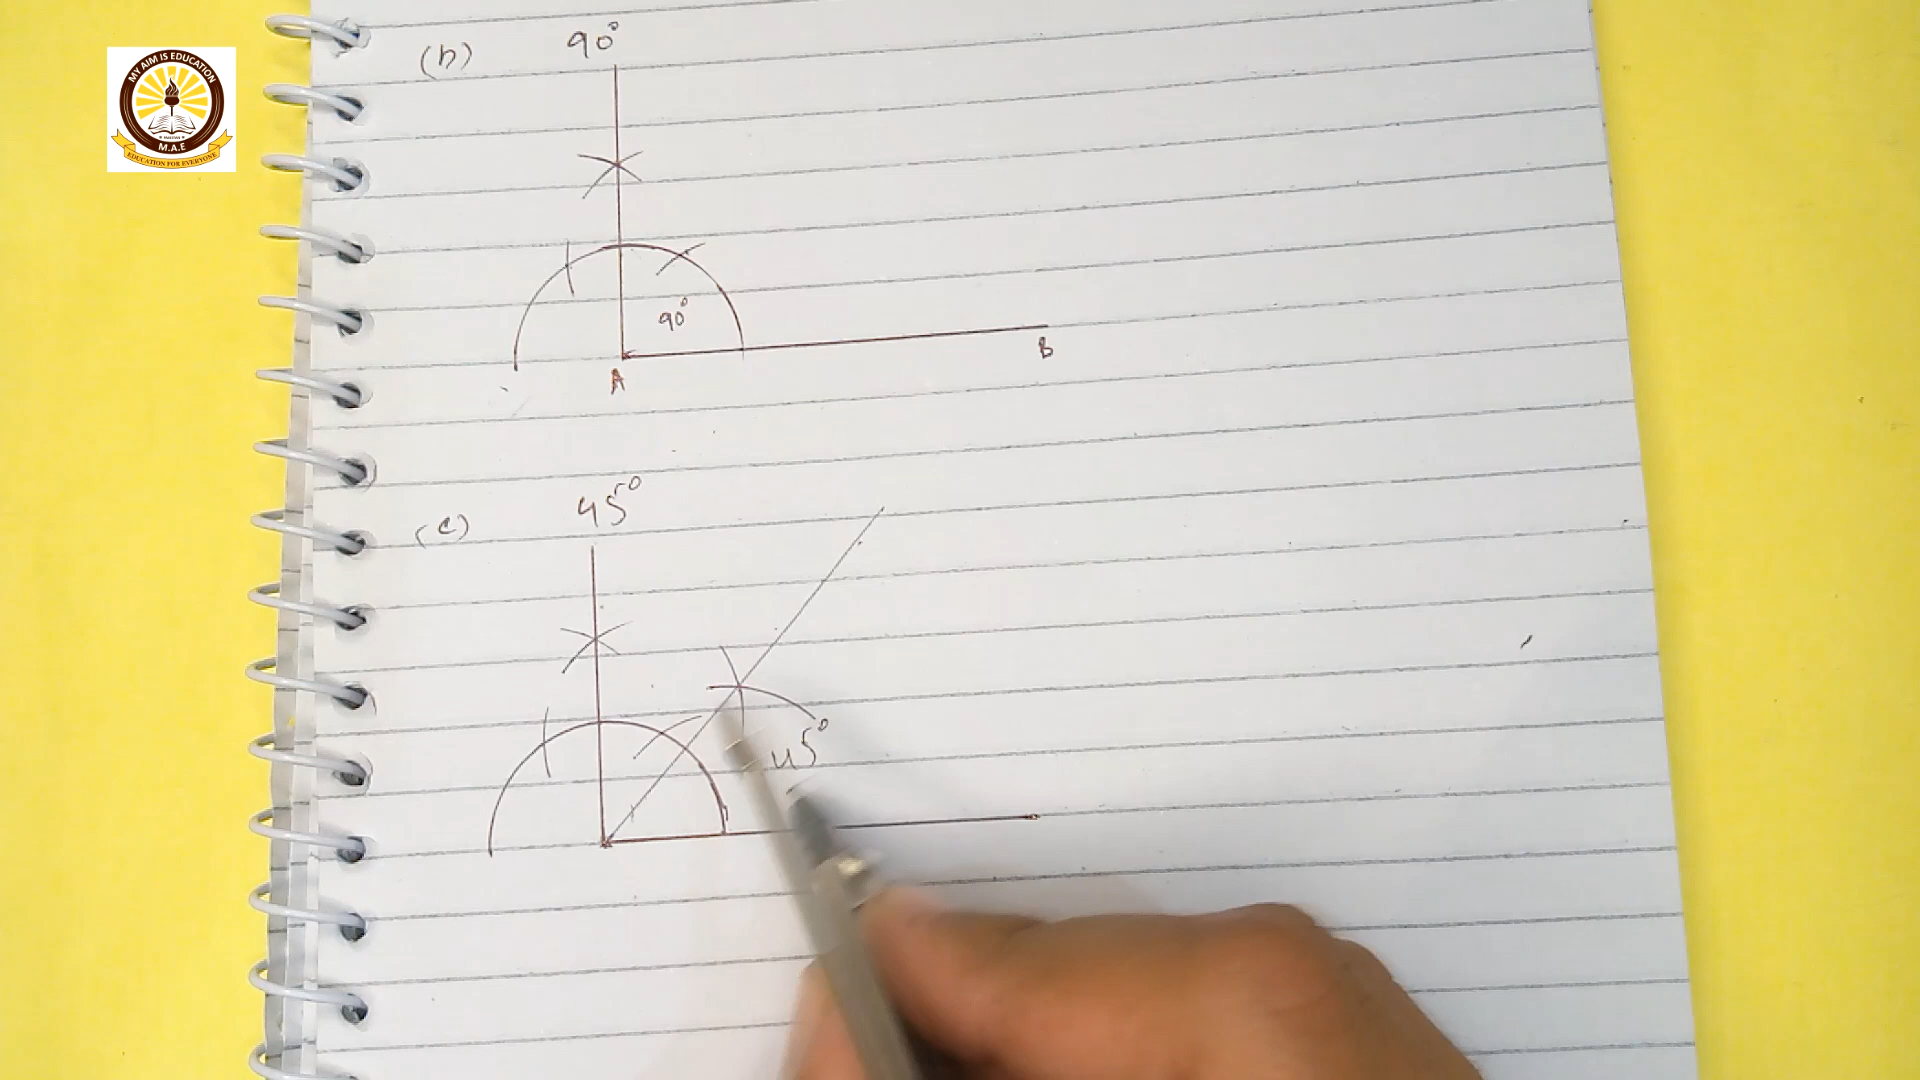 MY AIM IS EDUCATION
M.A.E
EDUCATION FOR EVERYONE
(b) 90°
90°
A B
(c) 45°
45°